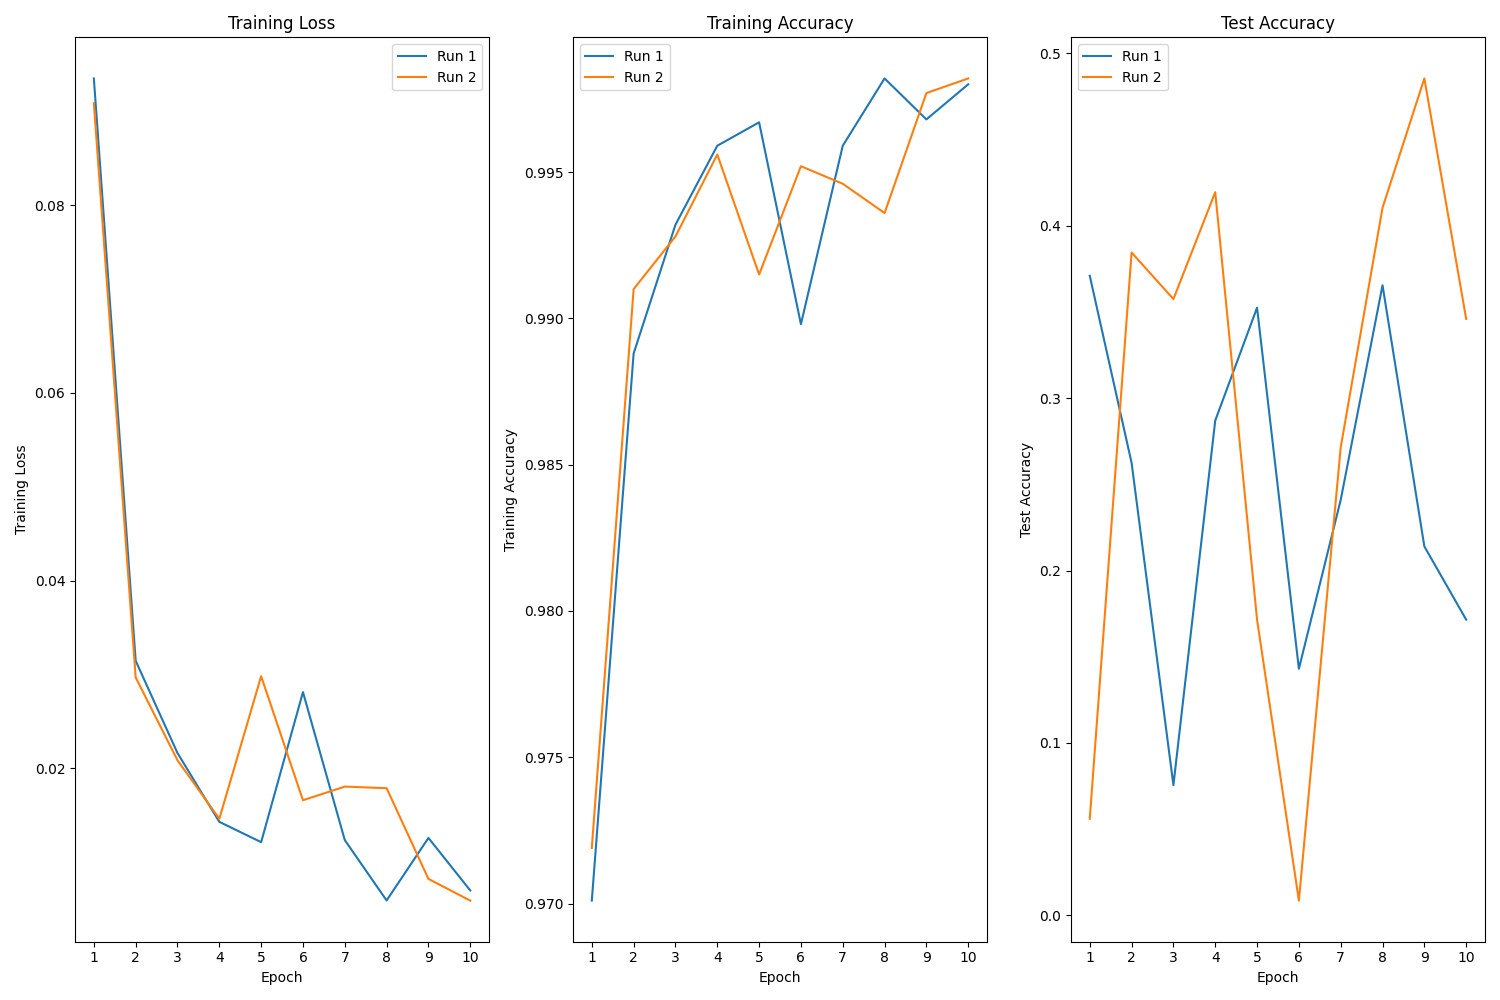 Training Loss
Run 1
Run 2
0.08
0.06
0.04
0.02
Training Loss
1 2 3 4 5 6 7 8 9 10
Epoch
Training Accuracy
Run 1
Run 2
0.995
0.990
0.985
0.980
0.975
0.970
Training Accuracy
1 2 3 4 5 6 7 8 9 10
Epoch
Test Accuracy
Run 1
Run 2
0.5
0.4
0.3
0.2
0.1
0.0
Test Accuracy
1 2 3 4 5 6 7 8 9 10
Epoch